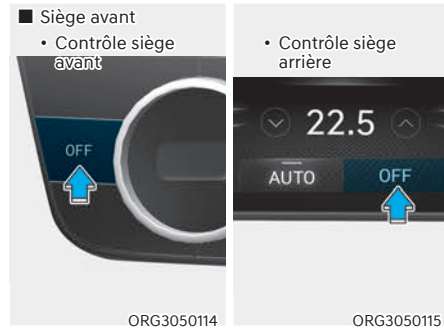 ■ Siège avant
• Contrôle siège
avant
OFF
ORG3050114
• Contrôle siège
arrière
22.5
AUTO
OFF
ORG3050115